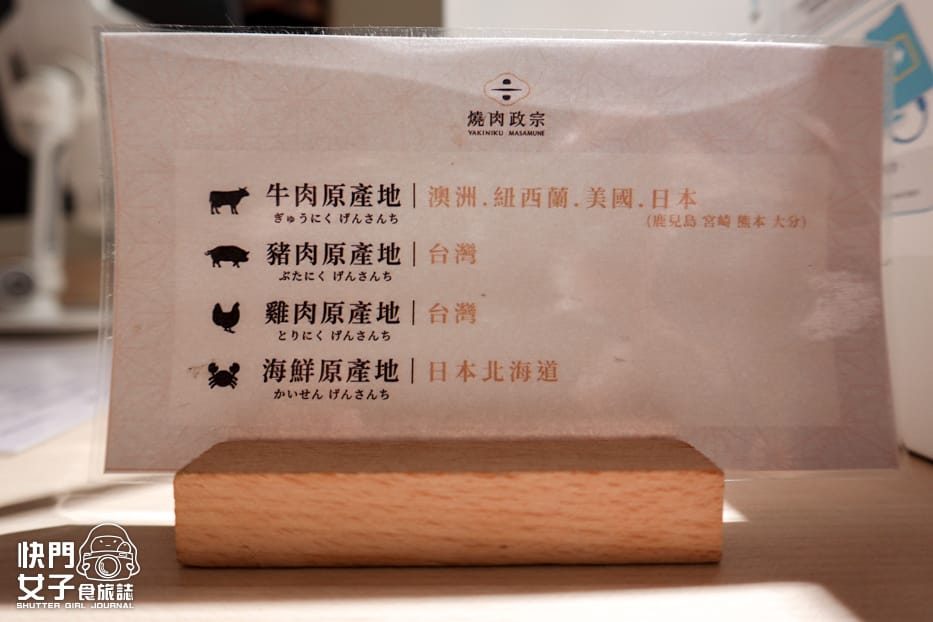 燒肉政宗
YAKINIKU MASAMUNE
牛肉原產地|澳洲.紐西蘭.美國.日本
ぎゅうにく げんさんち
(鹿兒島 宮崎 熊本 大分)
豬肉原產地|台灣
ぶたにく げんさんち
雞肉原產地|台灣
とりにく げんさんち
海鮮原產地|日本北海道
かいせん げんさんち
快門
女子食旅誌
SHUTTER GIRL JOURNAL